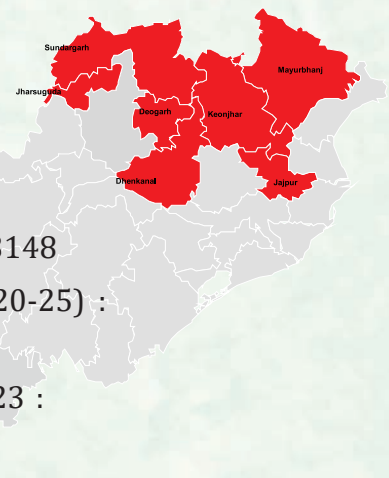 Sundargarh
Mayurbhanj
Jharsuguda
Deogarh
Keonjhar
Dhenkanal
Jajpur
3148
20-25) :
23 :